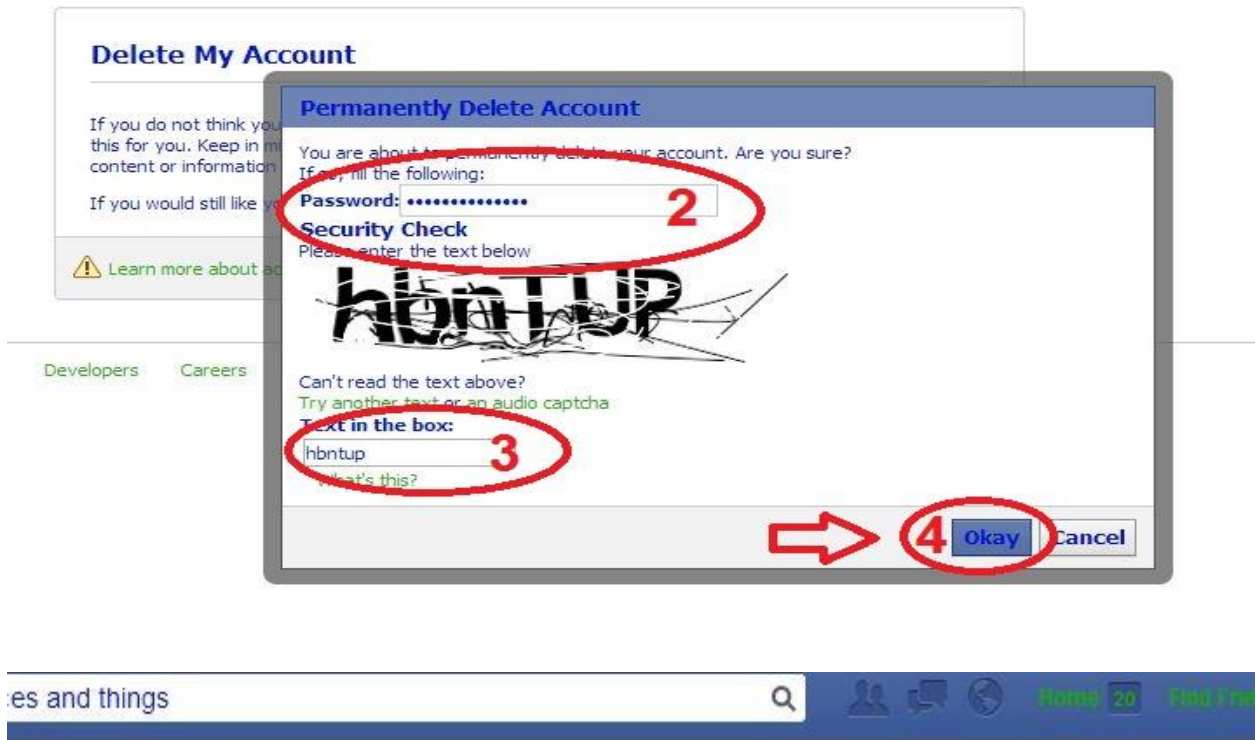 Delete My Account
If you do not think you
this for you. Keep in mi
content or information
If you would still like yo
Learn more about ac
Developers Careers
Permanently Delete Account
You are about to permanently delete your account. Are you sure?
If so, fill the following:
Password: ••••••••••••••
2
Security Check
Please enter the text below
hbnTUP
Can't read the text above?
Try another text or an audio captcha
Text in the box:
hbntup
3
What's this?
4 Okay Cancel
ces and things
Home 20 Find Frie